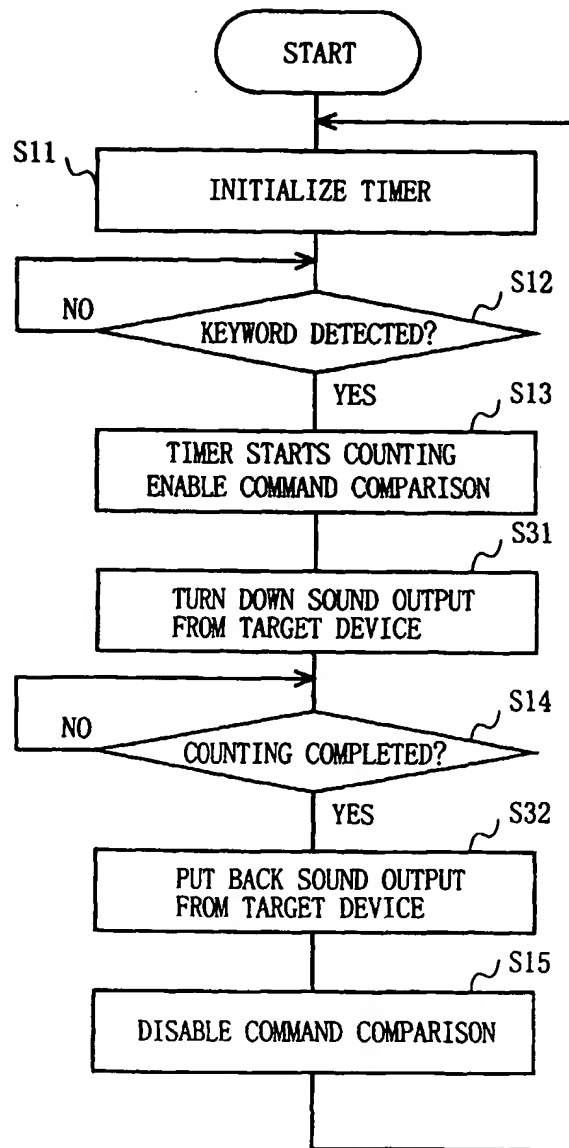 START
S11
INITIALIZE TIMER
S12
NO
KEYWORD DETECTED?
YES
S13
TIMER STARTS COUNTING
ENABLE COMMAND COMPARISON
S31
TURN DOWN SOUND OUTPUT
FROM TARGET DEVICE
S14
NO
COUNTING COMPLETED?
YES
S32
PUT BACK SOUND OUTPUT
FROM TARGET DEVICE
S15
DISABLE COMMAND COMPARISON